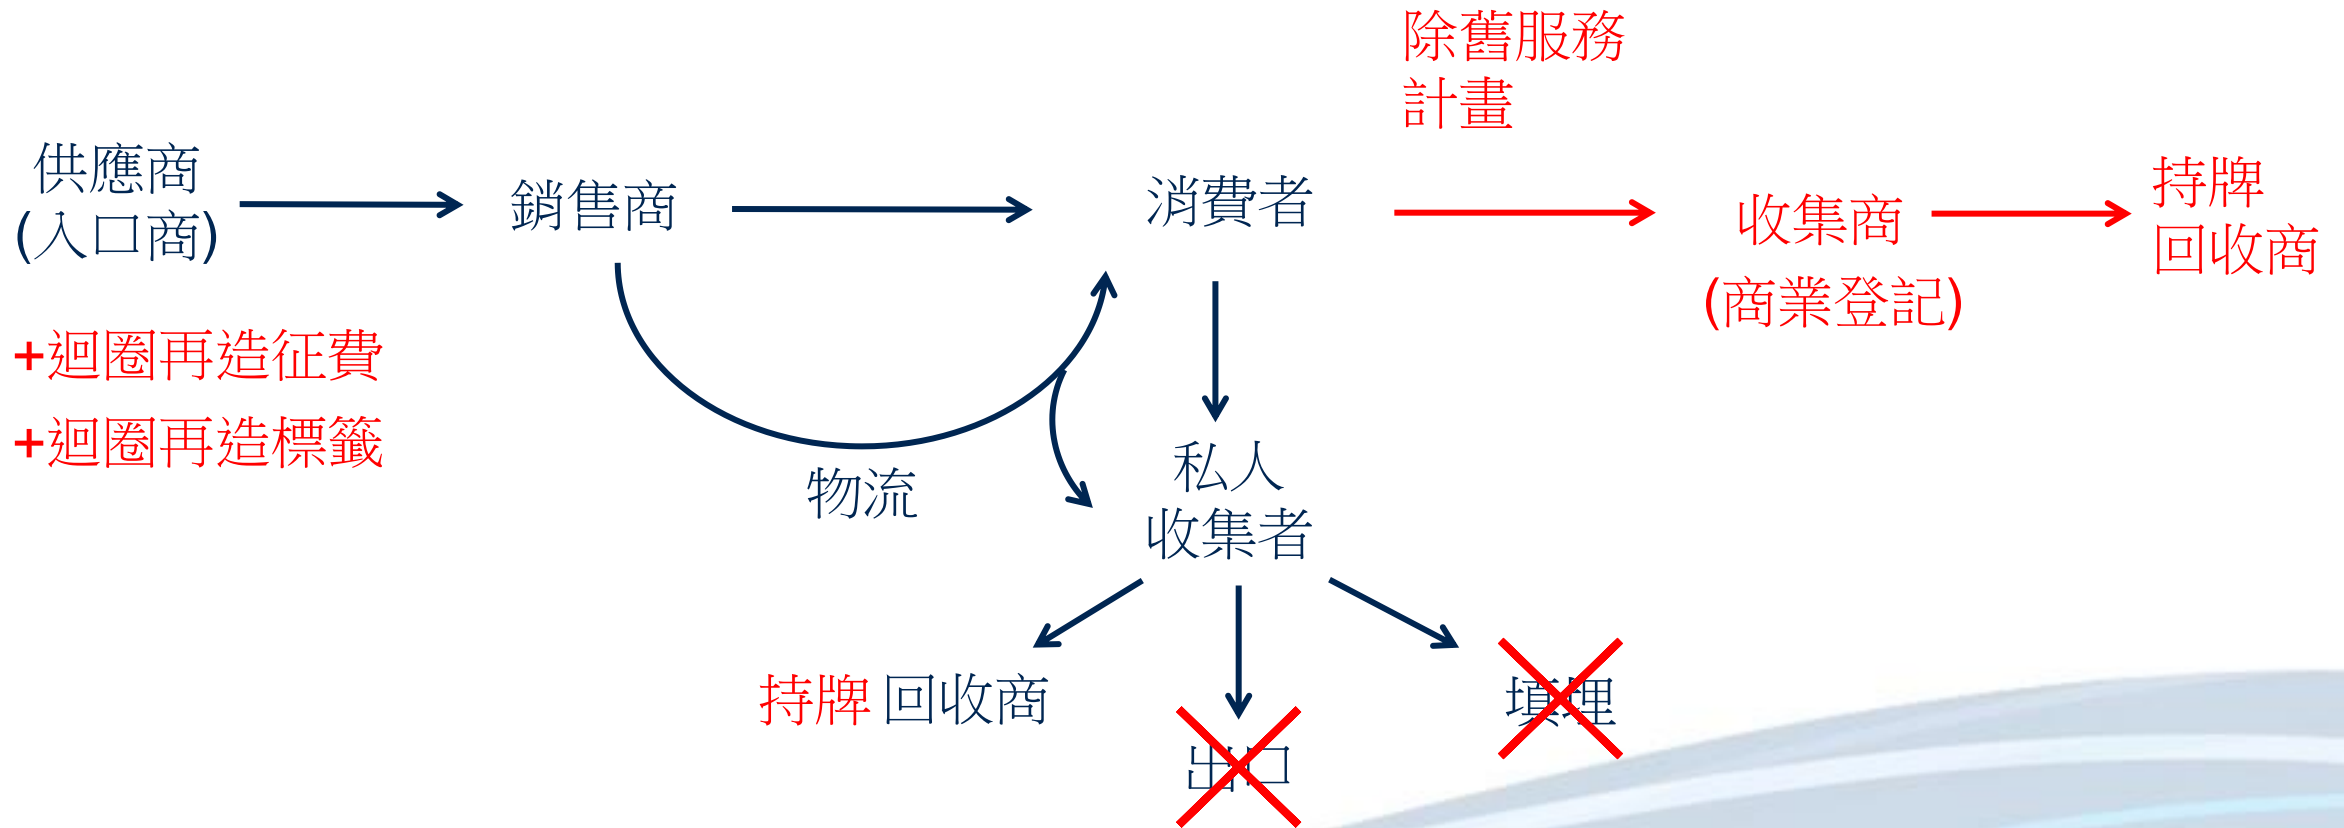 除舊服務
計畫
供應商
(入口商)
銷售商
消費者
收集商
(商業登記)
持牌
回收商
+迴圈再造征費
+迴圈再造標籤
物流
私人
收集者
持牌 回收商
出口
填埋